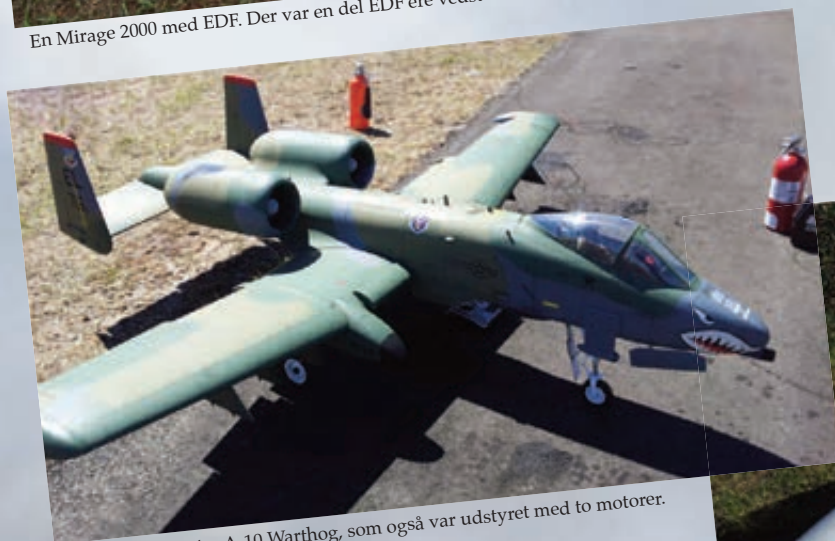 En Mirage 2000 med EDF. Der var en del EDF'ere
A-10 Warthog, som også var udstyret med to motorer.